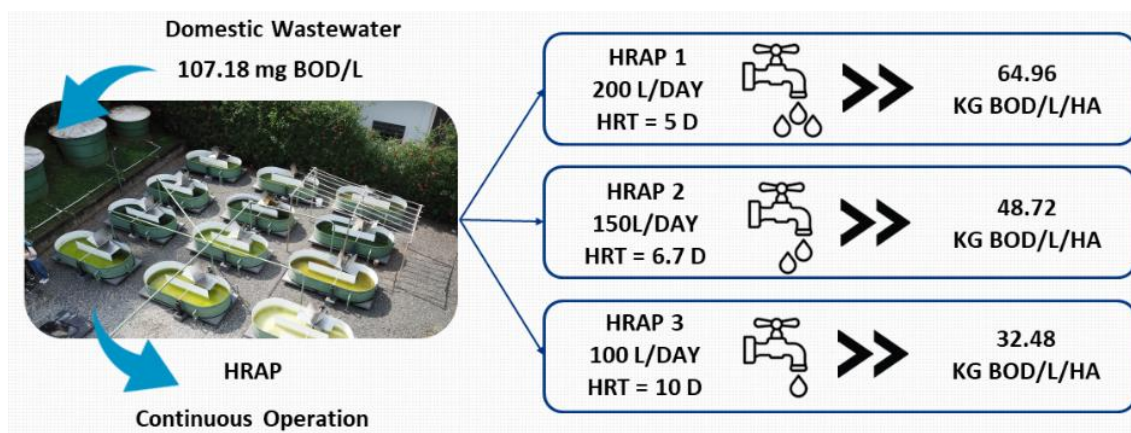 Domestic Wastewater
107.18 mg BOD/L
HRAP
Continuous Operation
HRAP 1
200 L/DAY
HRT = 5 D
64.96
KG BOD/L/HA
HRAP 2
150L/DAY
HRT = 6.7 D
48.72
KG BOD/L/HA
HRAP 3
100 L/DAY
HRT = 10 D
32.48
KG BOD/L/HA